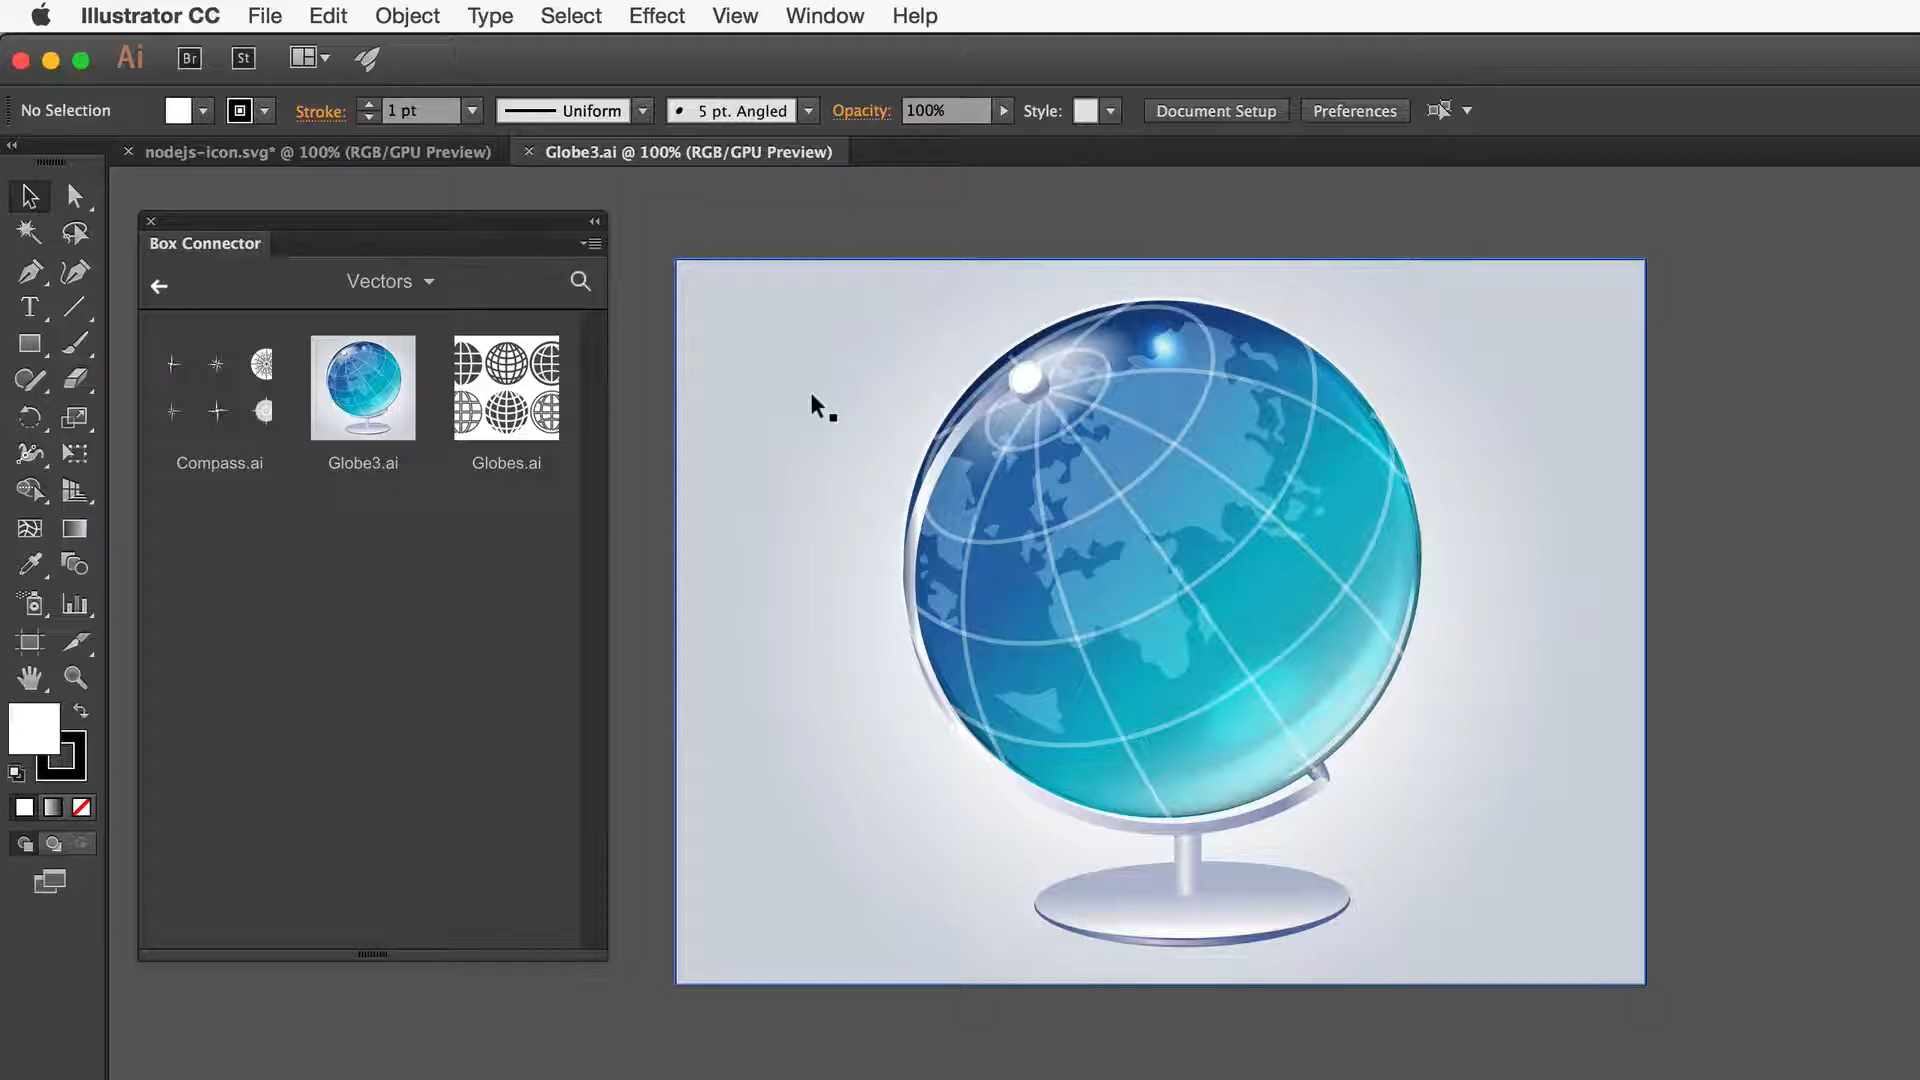 Illustrator CC File Edit Object Type Select Effect View Window Help
Ai Br St
No Selection Stroke: 1 pt Uniform 5 pt. Angled Opacity: 100% Style: Document Setup Preferences
nodejs-icon.svg* @ 100% (RGB/GPU Preview) Globe3.ai @ 100% (RGB/GPU Preview)
Box Connector
Vectors
Compass.ai Globe3.ai Globes.ai